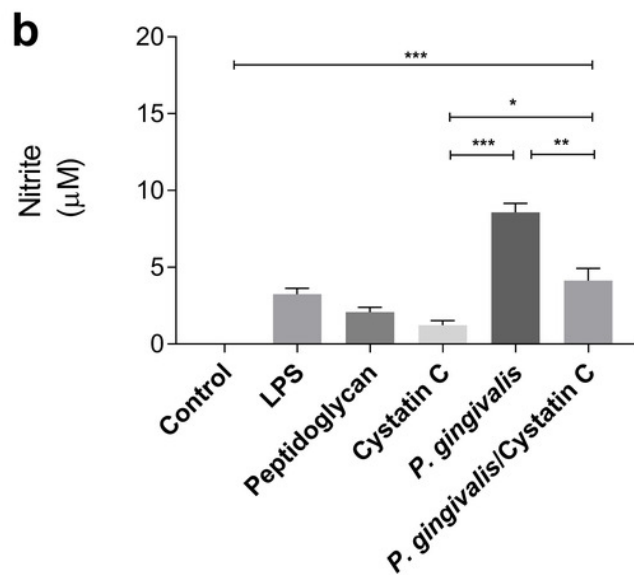 b
20
***
15
*
***
**
Nitrite
(μM)
10
5
0
Control
LPS
Peptidoglycan
Cystatin C
P. gingivalis
P. gingivalis/Cystatin C